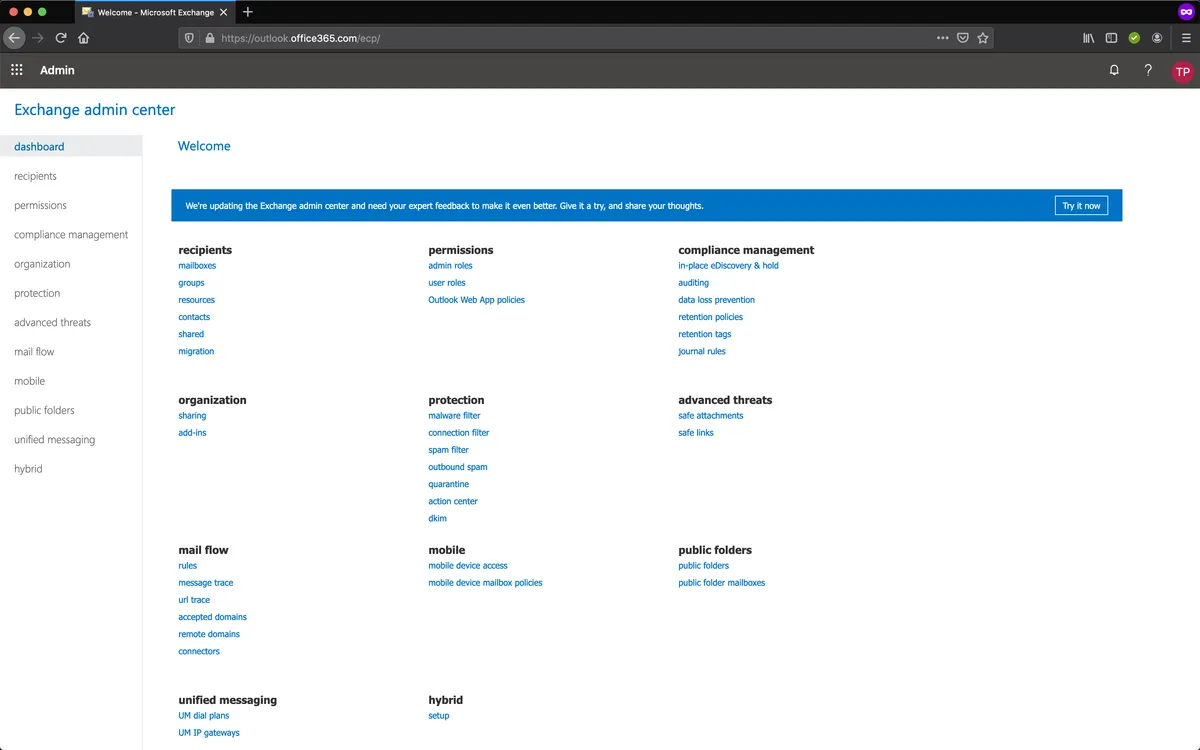 Welcome - Microsoft Exchange
https://outlook.office365.com/ecp/
Admin
?
TP
Exchange admin center
dashboard
recipients
permissions
compliance management
organization
protection
advanced threats
mail flow
mobile
public folders
unified messaging
hybrid
Welcome
We're updating the Exchange admin center and need your expert feedback to make it even better. Give it a try, and share your thoughts.
Try it now
recipients
mailboxes
groups
resources
contacts
shared
migration
permissions
admin roles
user roles
Outlook Web App policies
compliance management
in-place eDiscovery & hold
auditing
data loss prevention
retention policies
retention tags
journal rules
organization
sharing
add-ins
protection
malware filter
connection filter
spam filter
outbound spam
quarantine
action center
dkim
advanced threats
safe attachments
safe links
mail flow
rules
message trace
url trace
accepted domains
remote domains
connectors
mobile
mobile device access
mobile device mailbox policies
public folders
public folders
public folder mailboxes
unified messaging
UM dial plans
UM IP gateways
hybrid
setup